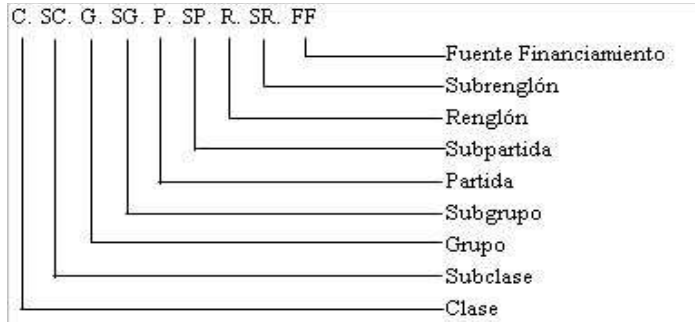 C. SC. G. SG. P. SP. R. SR. FF
Fuente Financiamiento
Subrenglón
Renglón
Subpartida
Partida
Subgrupo
Grupo
Subclase
Clase